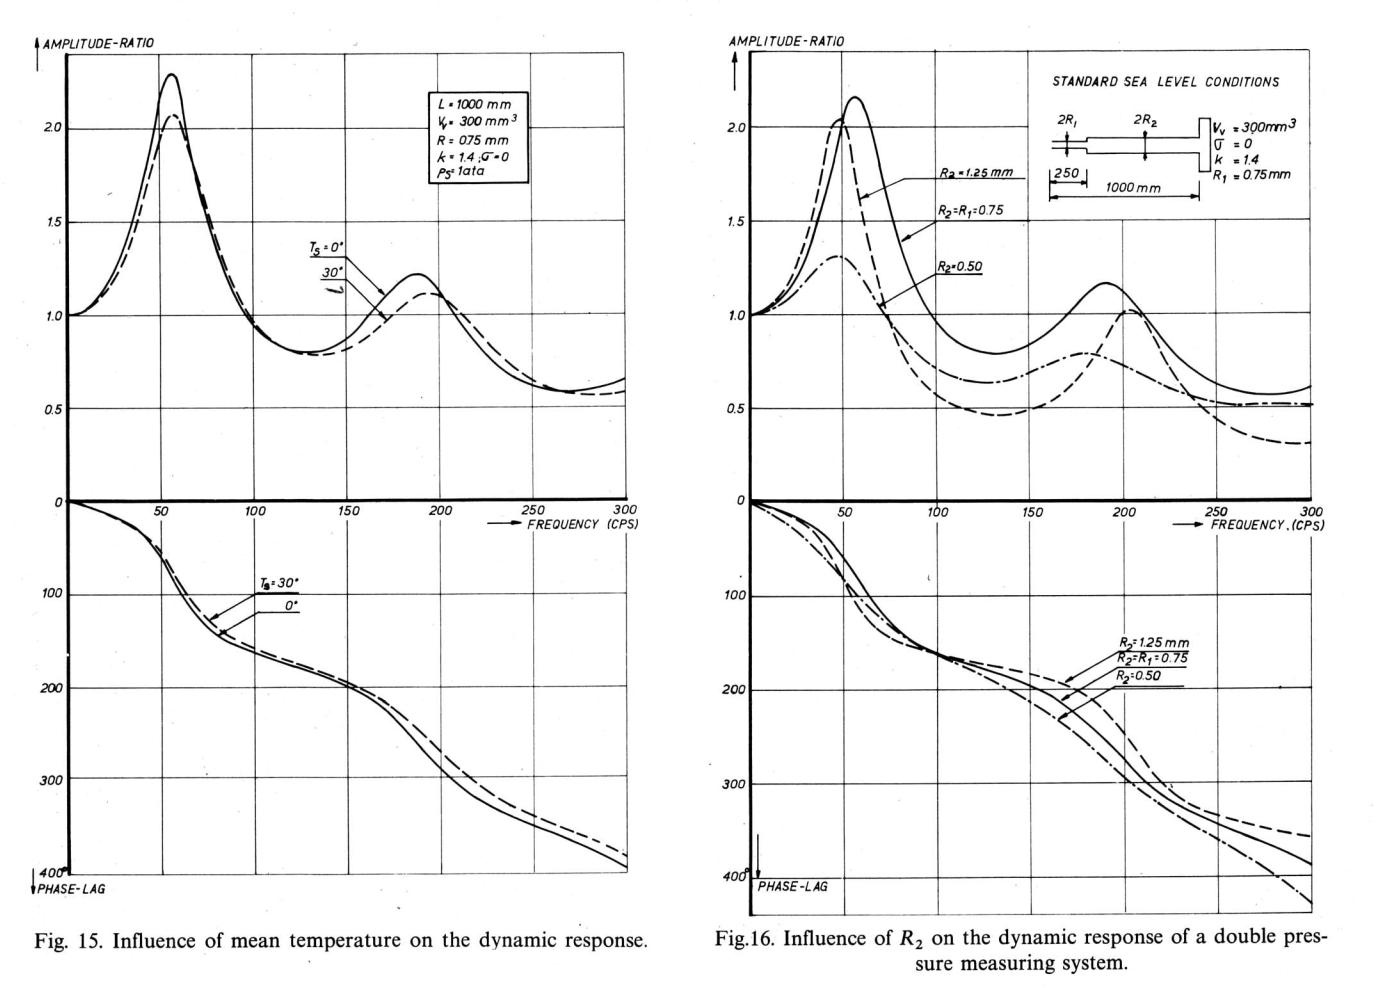 AMPLITUDE-RATIO
2.0
1.5
1.0
0.5
0
L = 1000 mm
Vv = 300 mm3
R = 0.75 mm
k = 1.4 ; σ = 0
Ps = 1ata
Ts = 0°
30°
50
100
150
200
250
300
FREQUENCY (CPS)
Ts = 30°
0°
100
200
300
400°
PHASE-LAG
Fig. 15. Influence of mean temperature on the dynamic response.
AMPLITUDE-RATIO
2.0
1.5
1.0
0.5
0
STANDARD SEA LEVEL CONDITIONS
2R1
2R2
250
1000 mm
Vv = 300mm3
σ = 0
k = 1.4
R1 = 0.75mm
R2 = 1.25 mm
R2=R1=0.75
R2=0.50
50
100
150
200
250
300
FREQUENCY.(CPS)
R2=1.25 mm
R2=R1=0.75
R2=0.50
100
200
300
400°
PHASE-LAG
Fig.16. Influence of R2 on the dynamic response of a double pres-
sure measuring system.